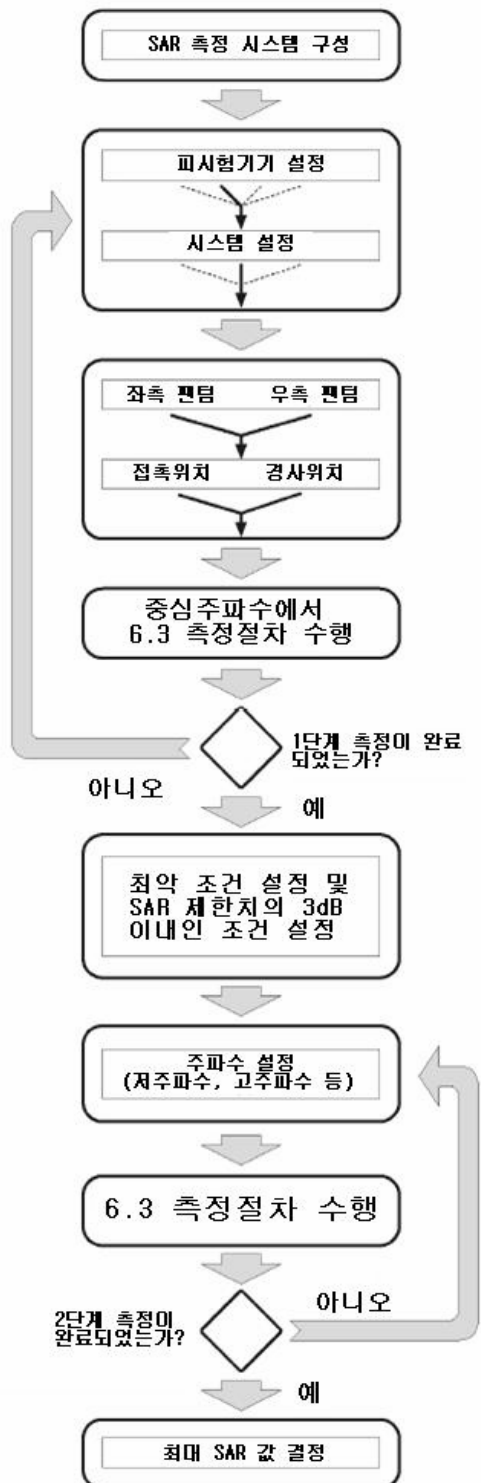 SAR 측정 시스템 구성
피시험기기 설정
시스템 설정
좌측 팬텀 우측 팬텀
접촉위치 경사위치
중심주파수에서
6.3 측정절차 수행
1단계 측정이 완료
되었는가?
아니오
예
최악 조건 설정 및
SAR 제한치의 3dB
이내인 조건 설정
주파수 설정
(저주파수, 고주파수 등)
6.3 측정절차 수행
2단계 측정이
완료되었는가?
아니오
예
최대 SAR 값 결정